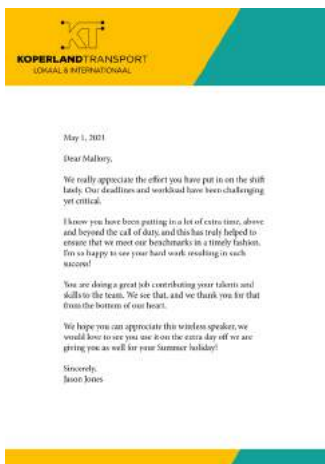 KT
KOPERLANDTRANSPORT
LOKAAL & INTERNATIONAAL
May 1, 2023
Dear Mallory,
We really appreciate the effort you have put in on the shift
lately. Our deadlines and workload have been challenging
yet critical.
I know you have been putting in a lot of extra time, above
and beyond the call of duty, and this has truly helped to
ensure that we meet our benchmarks in a timely fashion.
I'm so happy to see your hard work resulting in such
success!
You are doing a great job contributing your talents and
skills to the team. We see that, and we thank you for that
from the bottom of our heart.
We hope you can appreciate this wireless speaker, we
would love to see you use it on the extra day off we are
giving you as well for your Summer holiday!
Sincerely,
Jason Jones